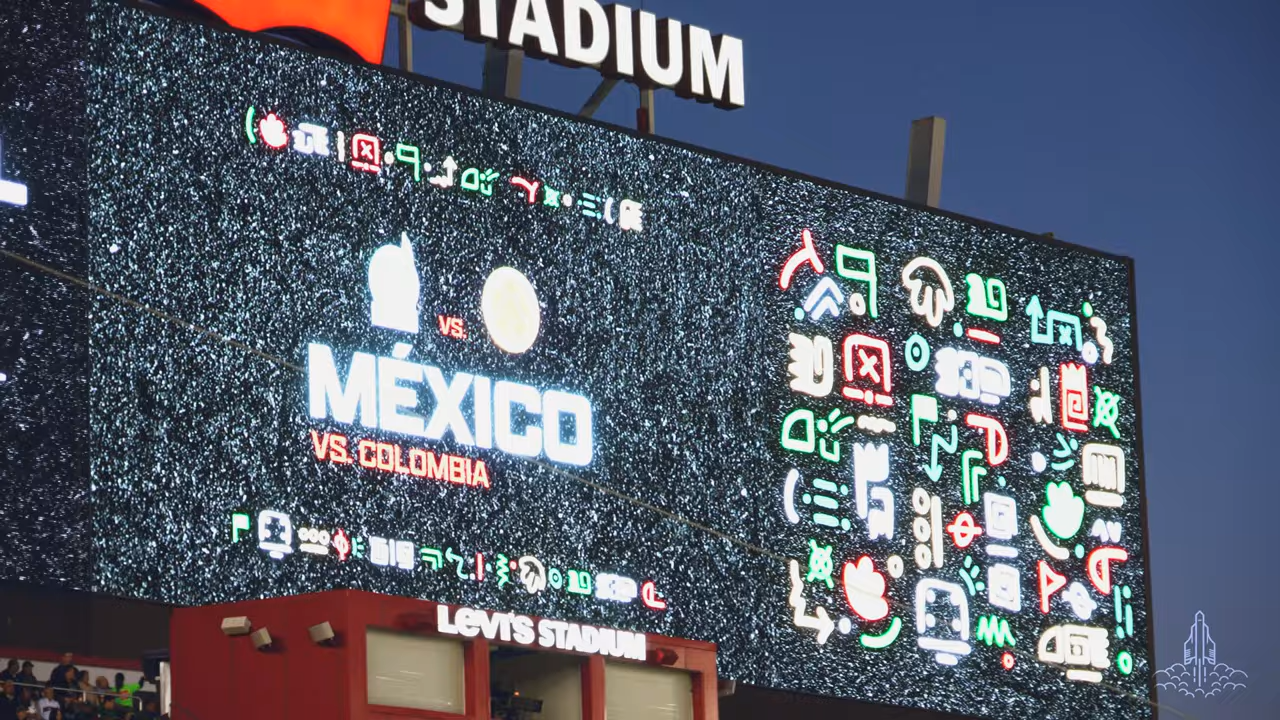 STADIUM
VS.
MÉXICO
VS. COLOMBIA
LEVI'S STADIUM